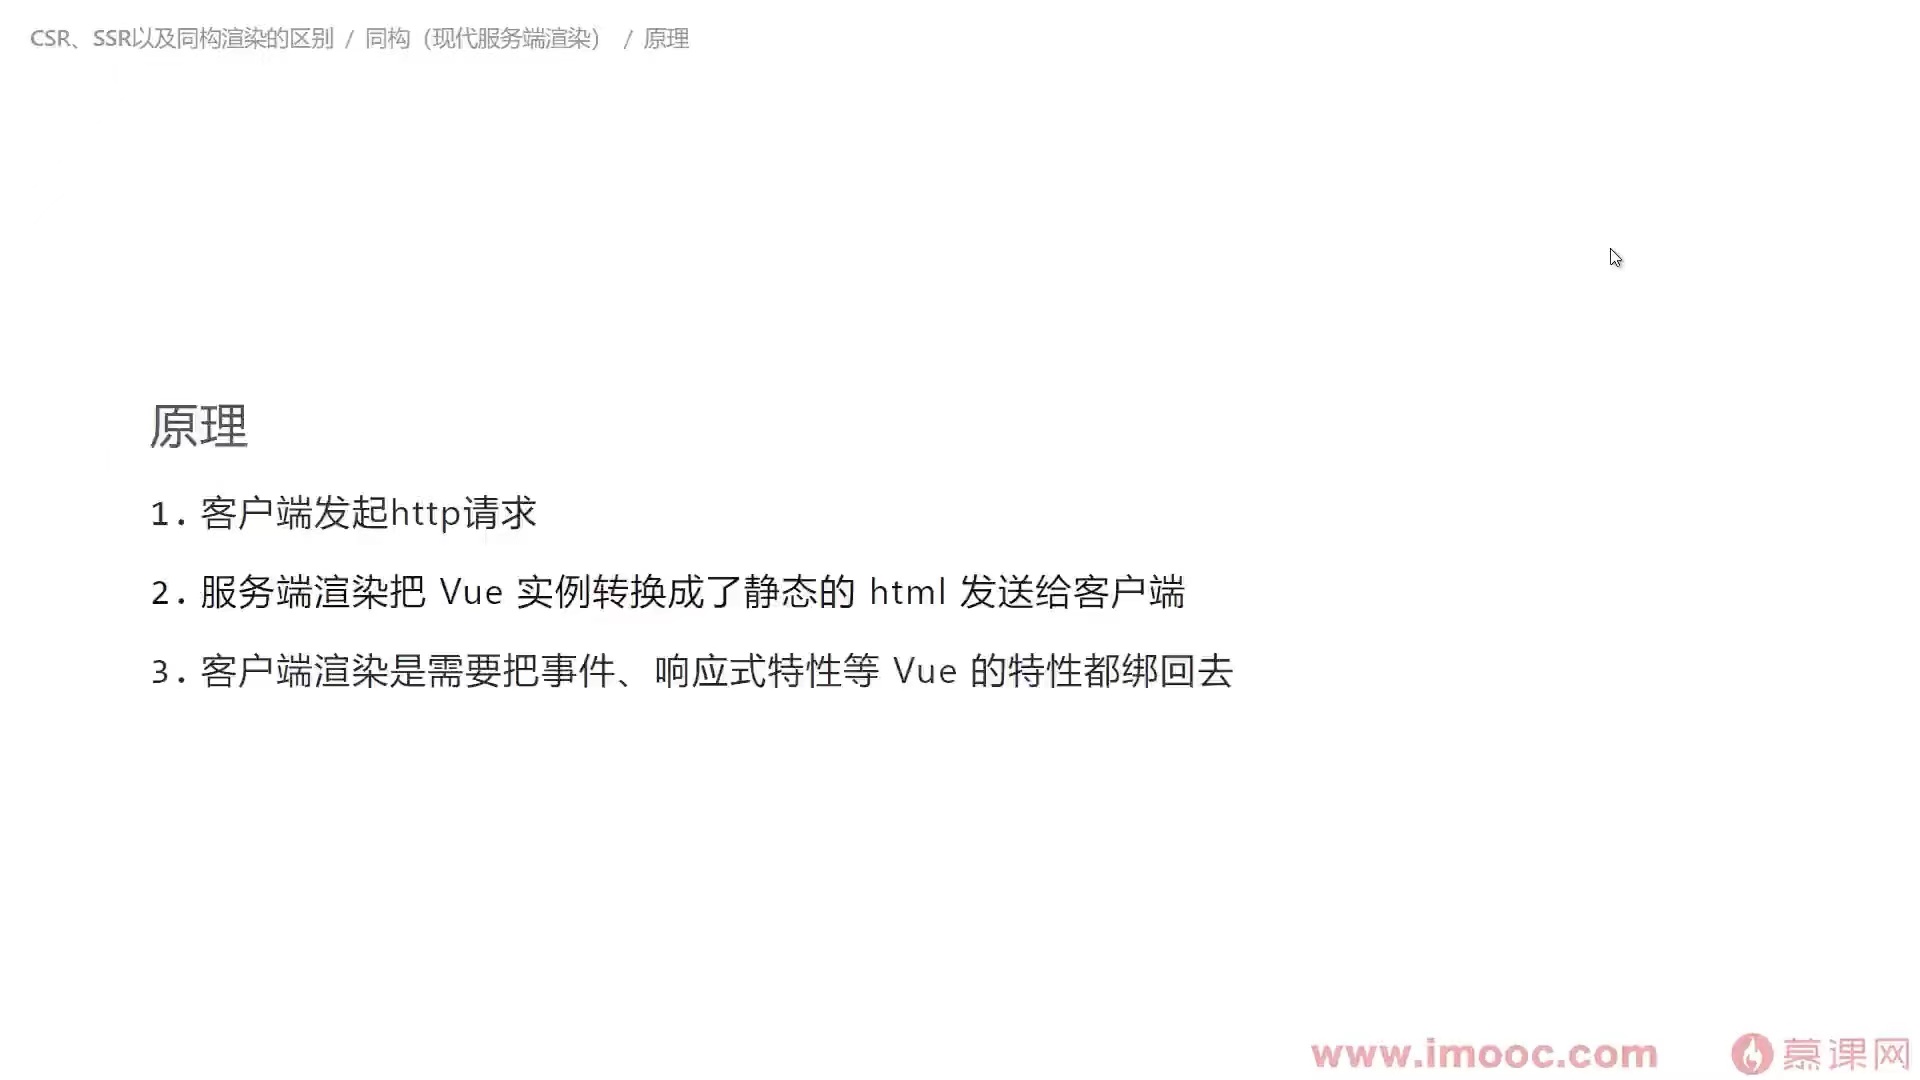 CSR、SSR以及同构渲染的区别 / 同构（现代服务端渲染） / 原理
原理
1. 客户端发起http请求
2. 服务端渲染把 Vue 实例转换成了静态的 html 发送给客户端
3. 客户端渲染是需要把事件、响应式特性等 Vue 的特性都绑回去
www.imooc.com 慕课网